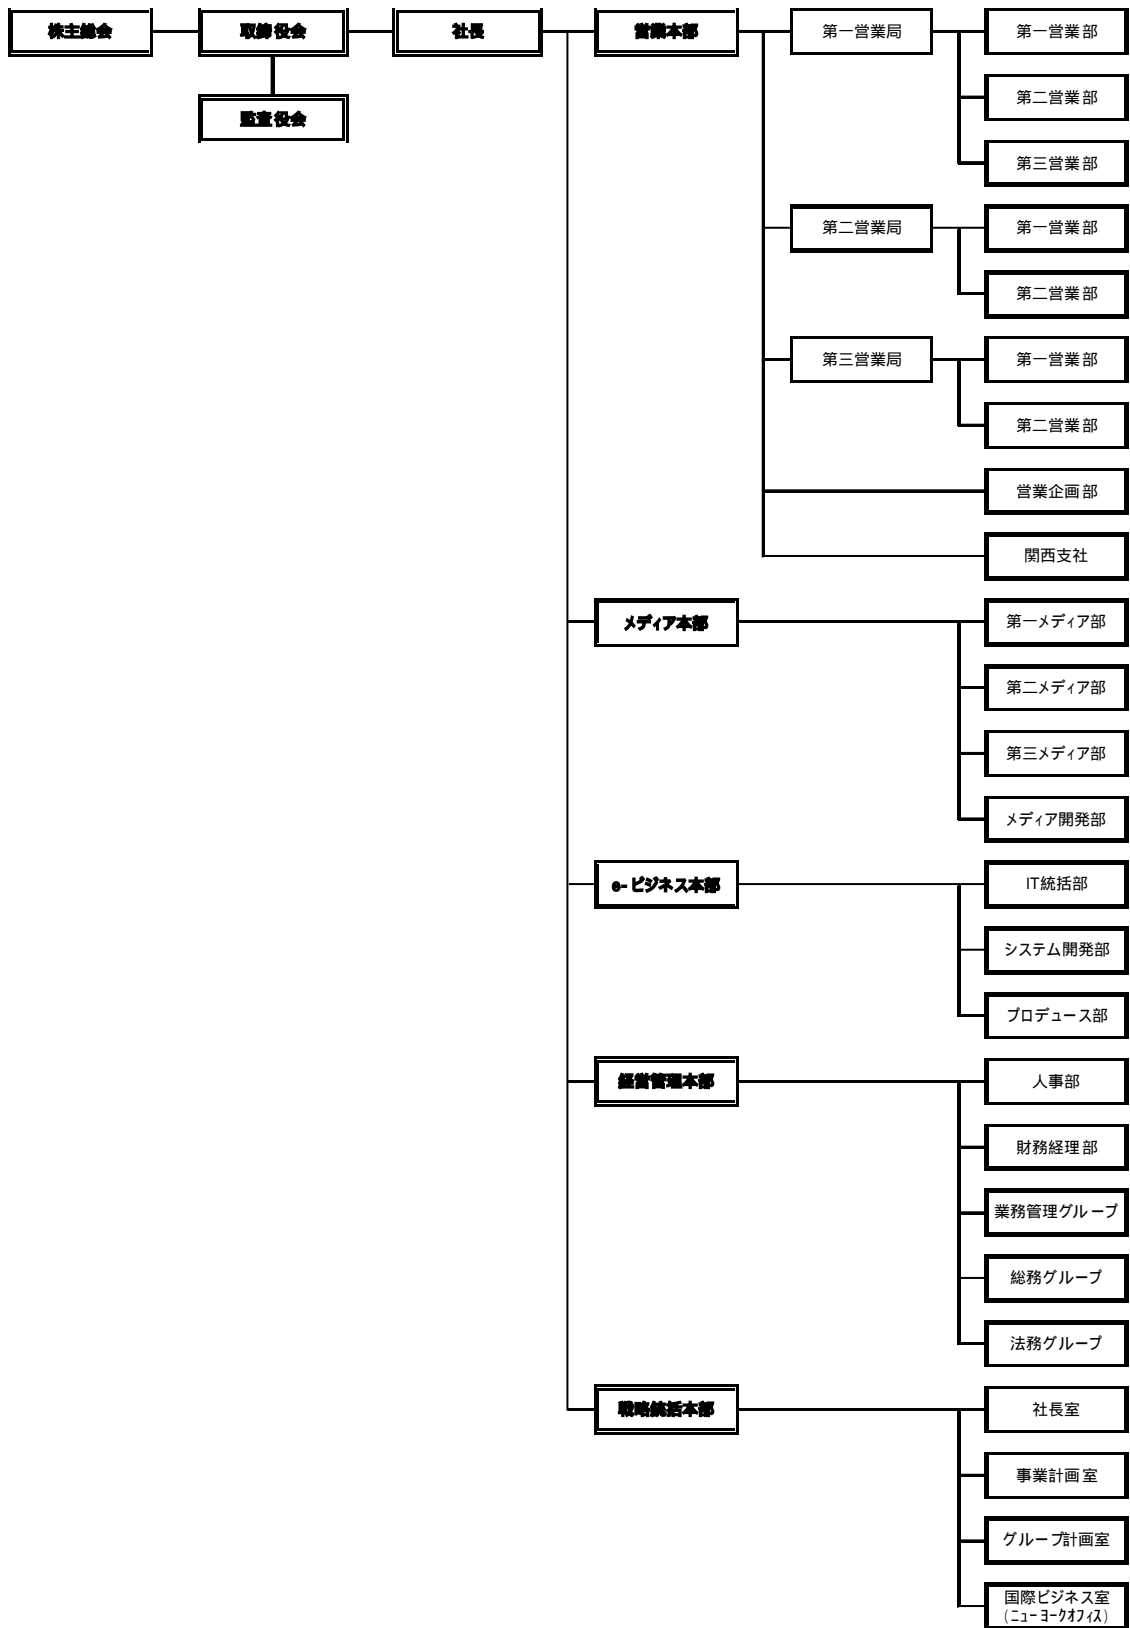 株主総会
取締役会
社長
営業本部
第一営業局
第一営業部
第二営業部
監査役会
第三営業部
第二営業局
第一営業部
第二営業部
第三営業局
第一営業部
第二営業部
営業企画部
関西支社
メディア本部
第一メディア部
第二メディア部
第三メディア部
メディア開発部
e-ビジネス本部
IT統括部
システム開発部
プロデュース部
経営管理本部
人事部
財務経理部
業務管理グループ
総務グループ
法務グループ
戦略統括本部
社長室
事業計画室
グループ計画室
国際ビジネス室
(ニューヨークオフィス)